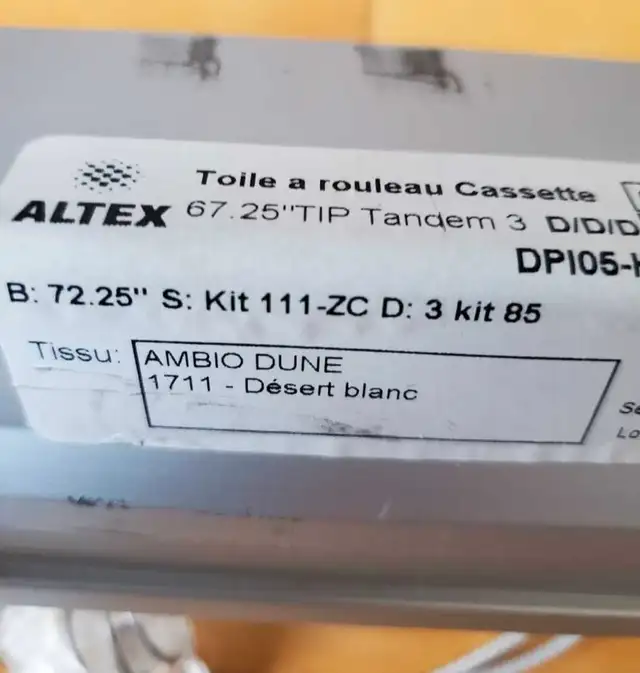 Toile a rouleau Cassette
ALTEX 67.25"TIP Tandem 3 D/D/D
DPI05-
B: 72.25" S: Kit 111-ZC D: 3 kit 85
Tissu: AMBIO DUNE
1711 - Désert blanc